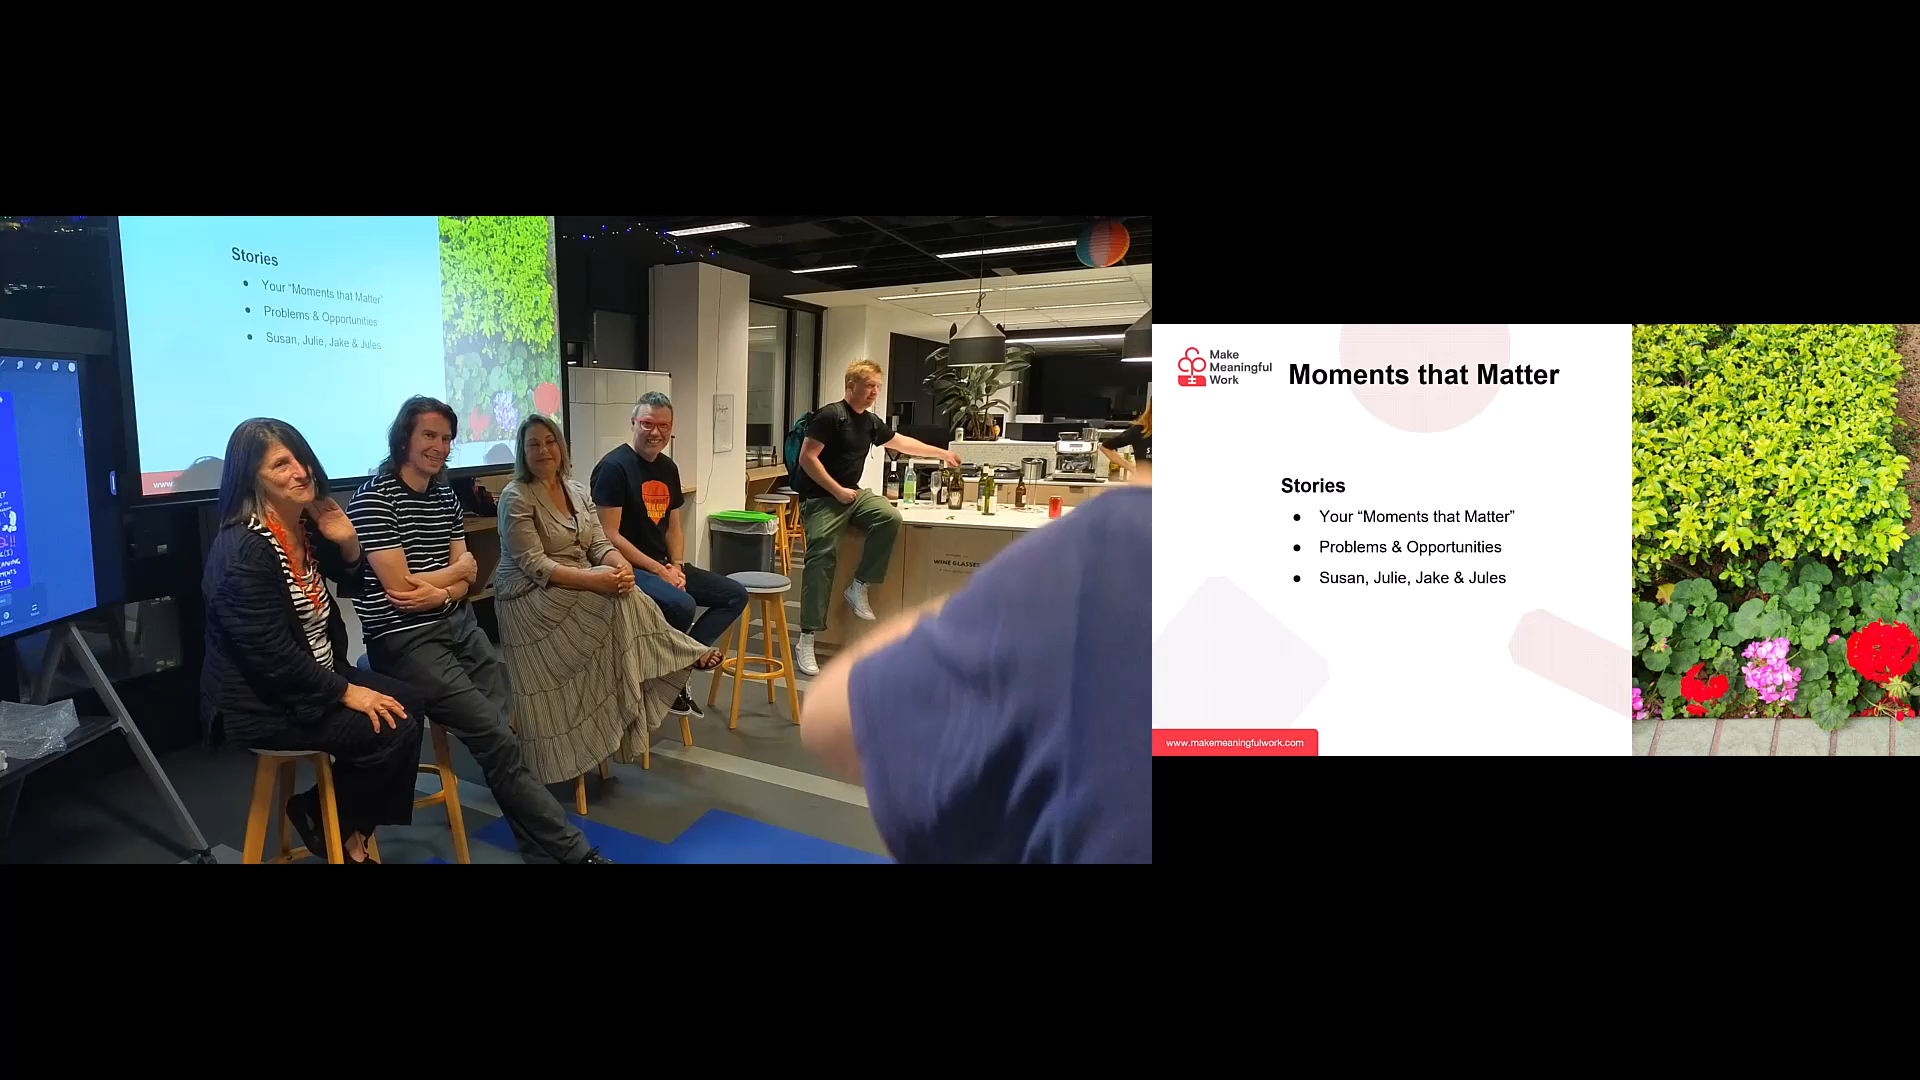 Stories
Your “Moments that Matter”
Problems & Opportunities
Susan, Julie, Jake & Jules
www.
WINE GLASSES
Make
Meaningful
Work
Moments that Matter
Stories
Your “Moments that Matter”
Problems & Opportunities
Susan, Julie, Jake & Jules
www.makemeaningfulwork.com